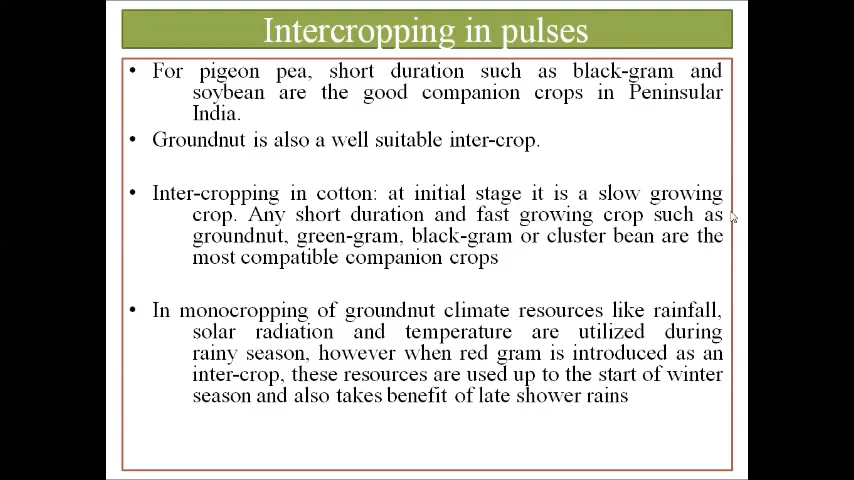 Intercropping in pulses
• For pigeon pea, short duration such as black-gram and
soybean are the good companion crops in Peninsular
India.
• Groundnut is also a well suitable inter-crop.
• Inter-cropping in cotton: at initial stage it is a slow growing
crop. Any short duration and fast growing crop such as
groundnut, green-gram, black-gram or cluster bean are the
most compatible companion crops
• In monocropping of groundnut climate resources like rainfall,
solar radiation and temperature are utilized during
rainy season, however when red gram is introduced as an
inter-crop, these resources are used up to the start of winter
season and also takes benefit of late shower rains